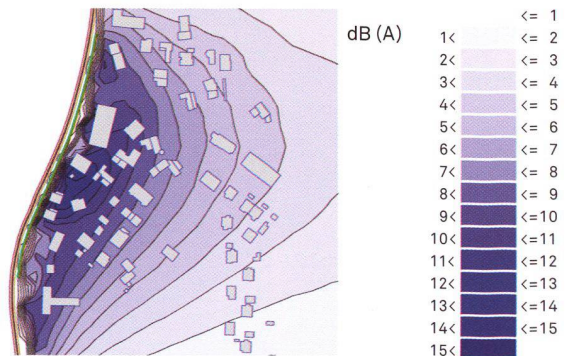 dB (A)
<= 1
1< <= 2
2< <= 3
3< <= 4
4< <= 5
5< <= 6
6< <= 7
7< <= 8
8< <= 9
9< <=10
10< <=11
11< <=12
12< <=13
13< <=14
14< <=15
15<